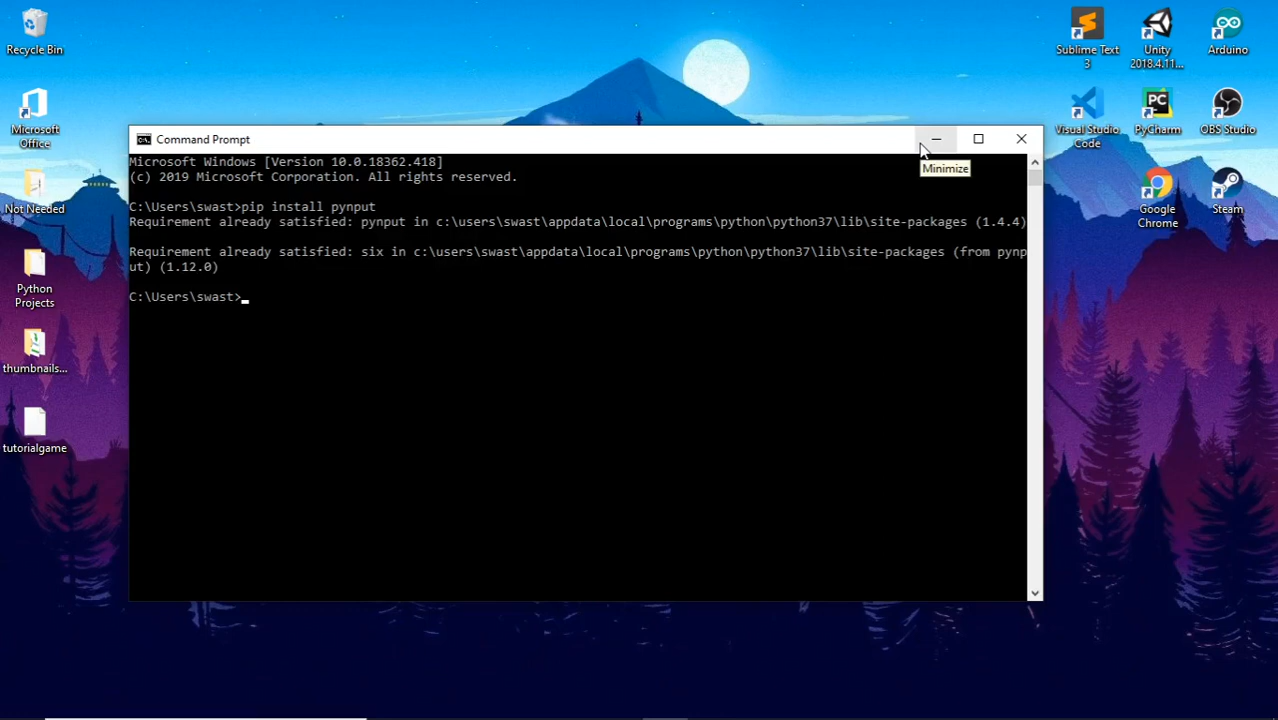 Recycle Bin
Microsoft
Office
Not Needed
Python
Projects
thumbnails...
tutorialgame
Command Prompt
Minimize
Microsoft Windows [Version 10.0.18362.418]
(c) 2019 Microsoft Corporation. All rights reserved.
C:\Users\swast>pip install pynput
Requirement already satisfied: pynput in c:\users\swast\appdata\local\programs\python\python37\lib\site-packages (1.4.4)
Requirement already satisfied: six in c:\users\swast\appdata\local\programs\python\python37\lib\site-packages (from pynp
ut) (1.12.0)
C:\Users\swast>
Sublime Text
3
Unity
2018.4.11...
Arduino
Visual Studio
Code
PC
PyCharm
OBS Studio
Google
Chrome
Steam